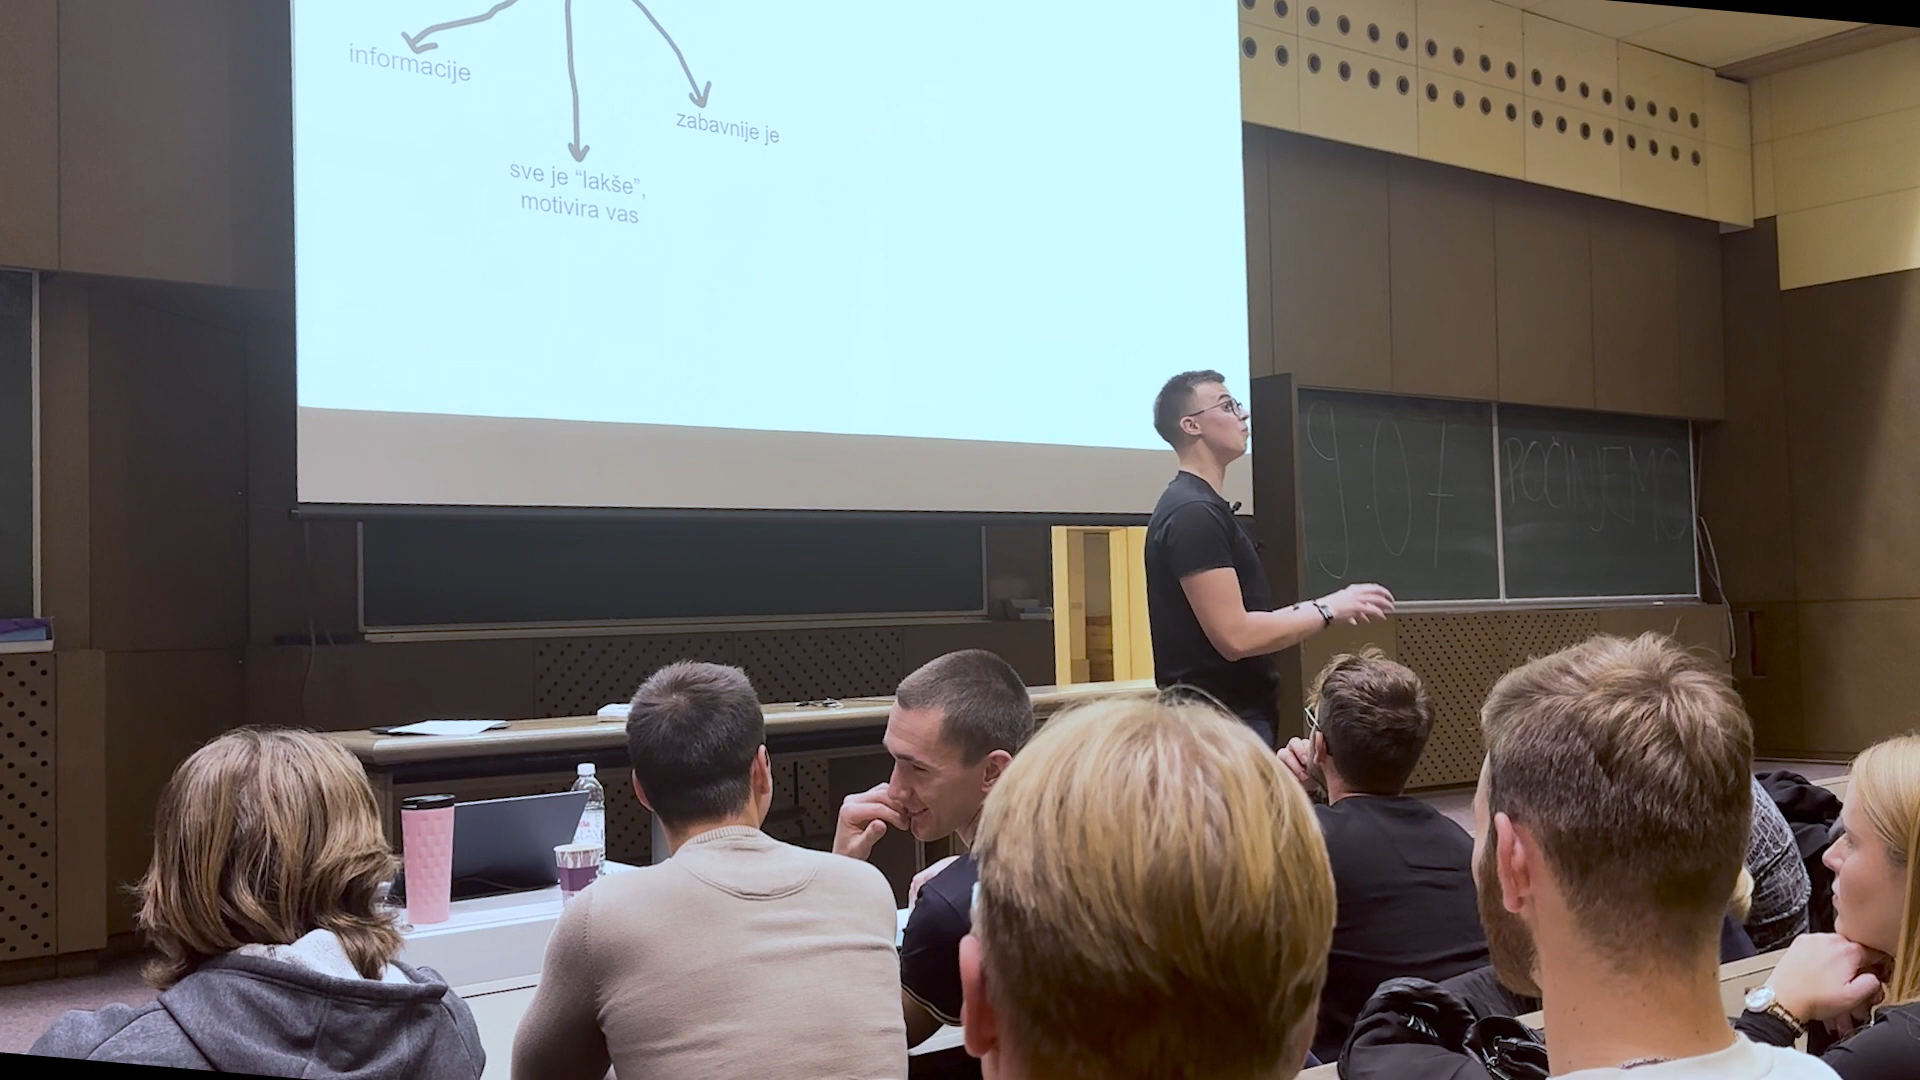 informacije
zabavnije je
sve je “lakše”,
motivira vas
9:07
POČINJEMO